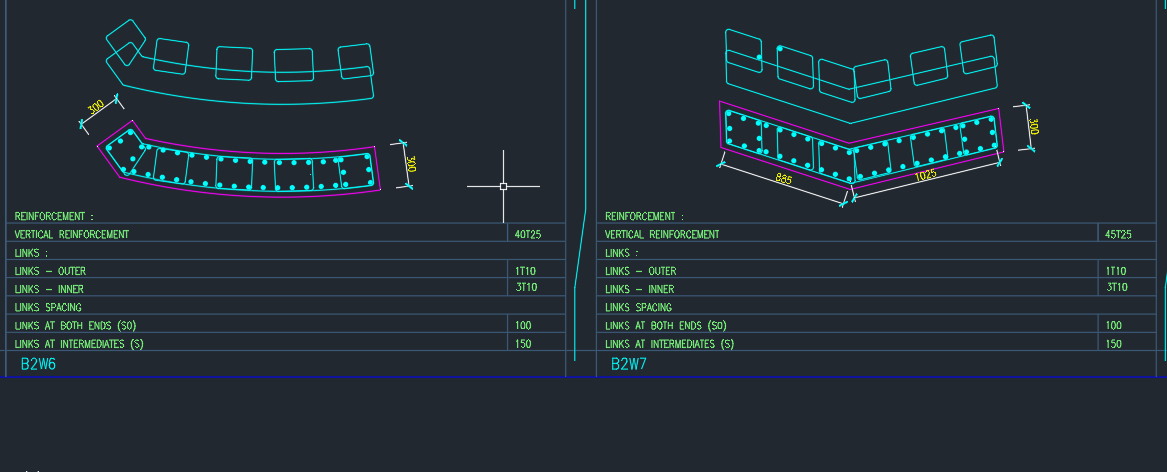 300
300
REINFORCEMENT :
VERTICAL REINFORCEMENT 40T25
LINKS :
LINKS - OUTER 1T10
LINKS - INNER 3T10
LINKS SPACING
LINKS AT BOTH ENDS (S0) 100
LINKS AT INTERMEDIATES (S) 150
B2W6
300
885
1025
REINFORCEMENT :
VERTICAL REINFORCEMENT 45T25
LINKS :
LINKS - OUTER 1T10
LINKS - INNER 3T10
LINKS SPACING
LINKS AT BOTH ENDS (S0) 100
LINKS AT INTERMEDIATES (S) 150
B2W7